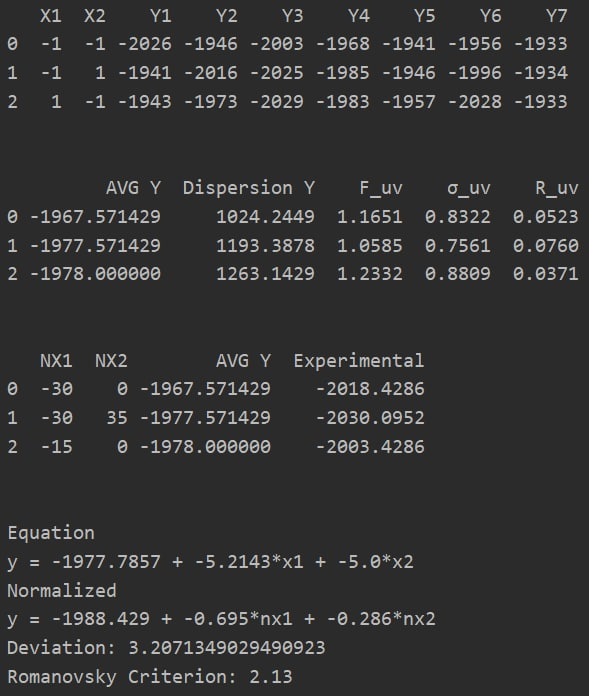 X1 X2 Y1 Y2 Y3 Y4 Y5 Y6 Y7
0 -1 -1 -2026 -1946 -2003 -1968 -1941 -1956 -1933
1 -1 1 -1941 -2016 -2025 -1985 -1946 -1996 -1934
2 1 -1 -1943 -1973 -2029 -1983 -1957 -2028 -1933
AVG Y Dispersion Y F_uv σ_uv R_uv
0 -1967.571429 1024.2449 1.1651 0.8322 0.0523
1 -1977.571429 1193.3878 1.0585 0.7561 0.0760
2 -1978.000000 1263.1429 1.2332 0.8809 0.0371
NX1 NX2 AVG Y Experimental
0 -30 0 -1967.571429 -2018.4286
1 -30 35 -1977.571429 -2030.0952
2 -15 0 -1978.000000 -2003.4286
Equation
y = -1977.7857 + -5.2143*x1 + -5.0*x2
Normalized
y = -1988.429 + -0.695*nx1 + -0.286*nx2
Deviation: 3.2071349029490923
Romanovsky Criterion: 2.13